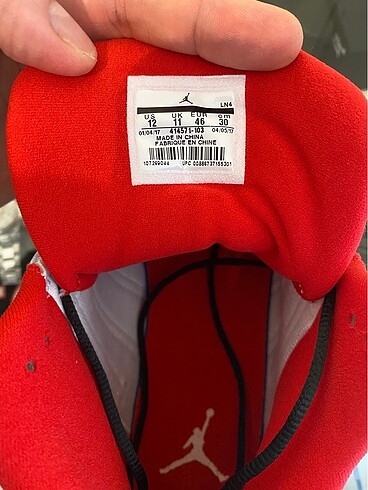 LN4
US UK EUR cm
12 11 46 30
01/04/17 414571-103 04/05/17
MADE IN CHINA
FABRIQUE EN CHINE
UPC